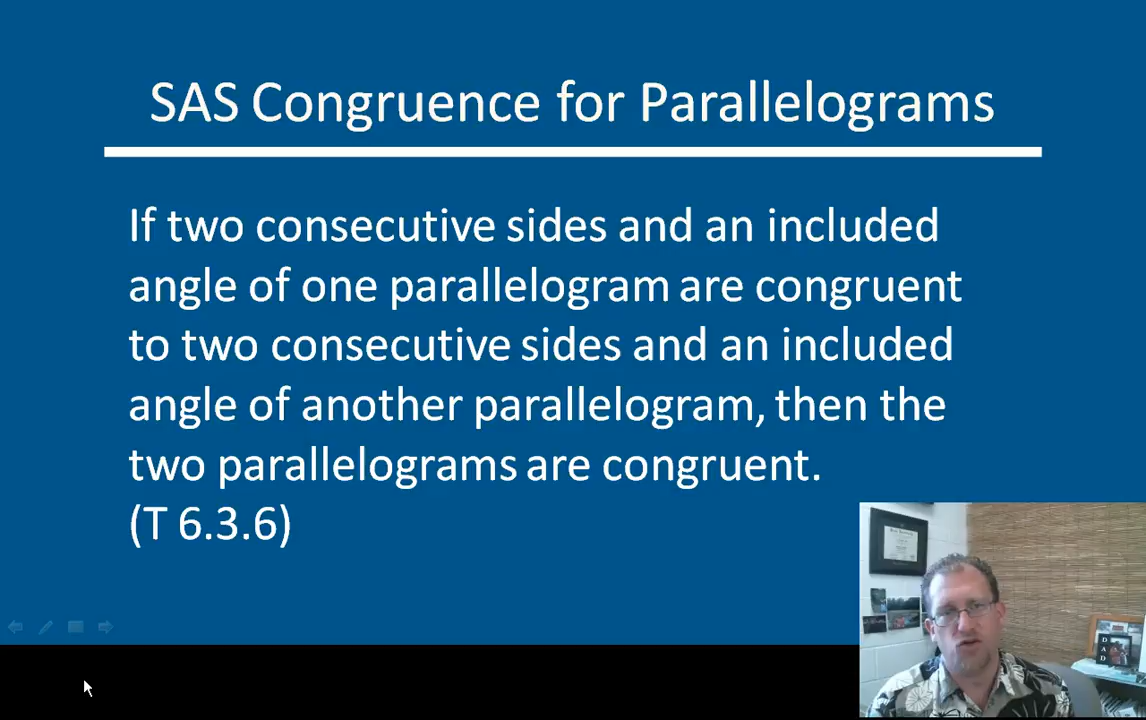 SAS Congruence for Parallelograms
If two consecutive sides and an included
angle of one parallelogram are congruent
to two consecutive sides and an included
angle of another parallelogram, then the
two parallelograms are congruent.
(T 6.3.6)
DAD